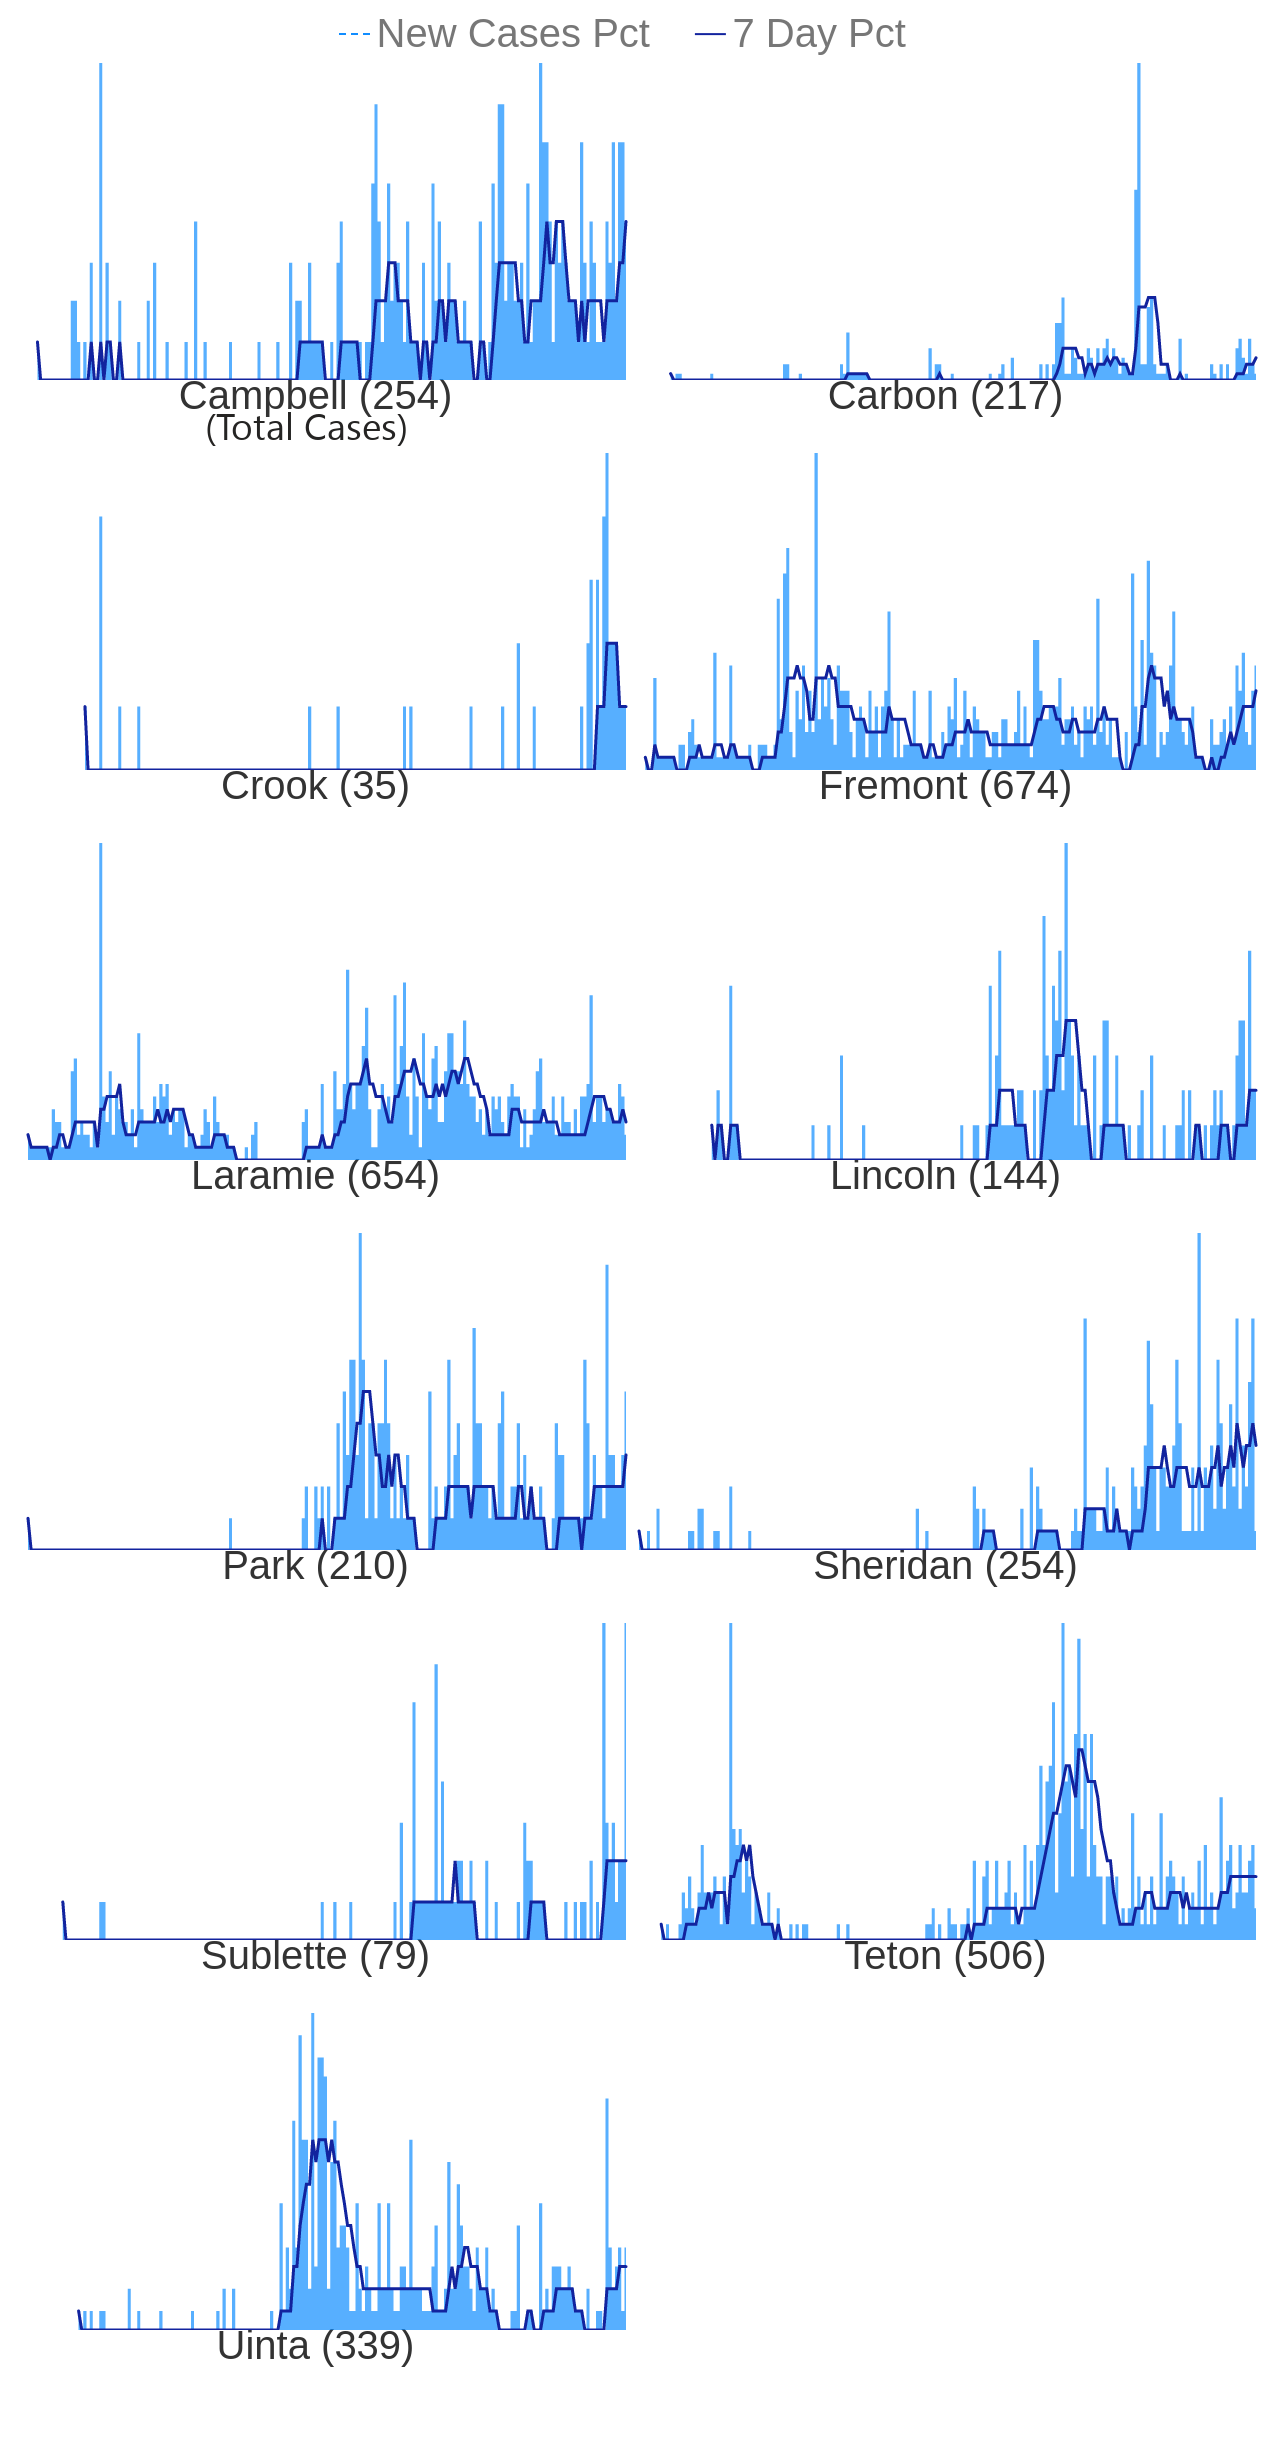 New Cases Pct 7 Day Pct
Campbell (254) Carbon (217)
(Total Cases)
Crook (35) Fremont (674)
Laramie (654) Lincoln (144)
Park (210) Sheridan (254)
Sublette (79) Teton (506)
Uinta (339)